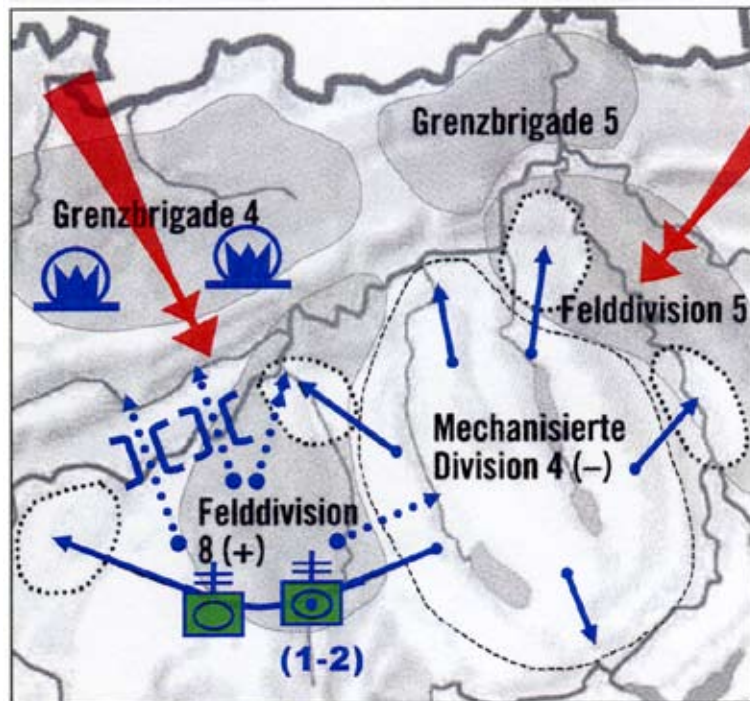 Grenzbrigade 5
Grenzbrigade 4
Felddivision 5
Mechanisierte
Division 4 (–)
Felddivision
8 (+)
(1-2)